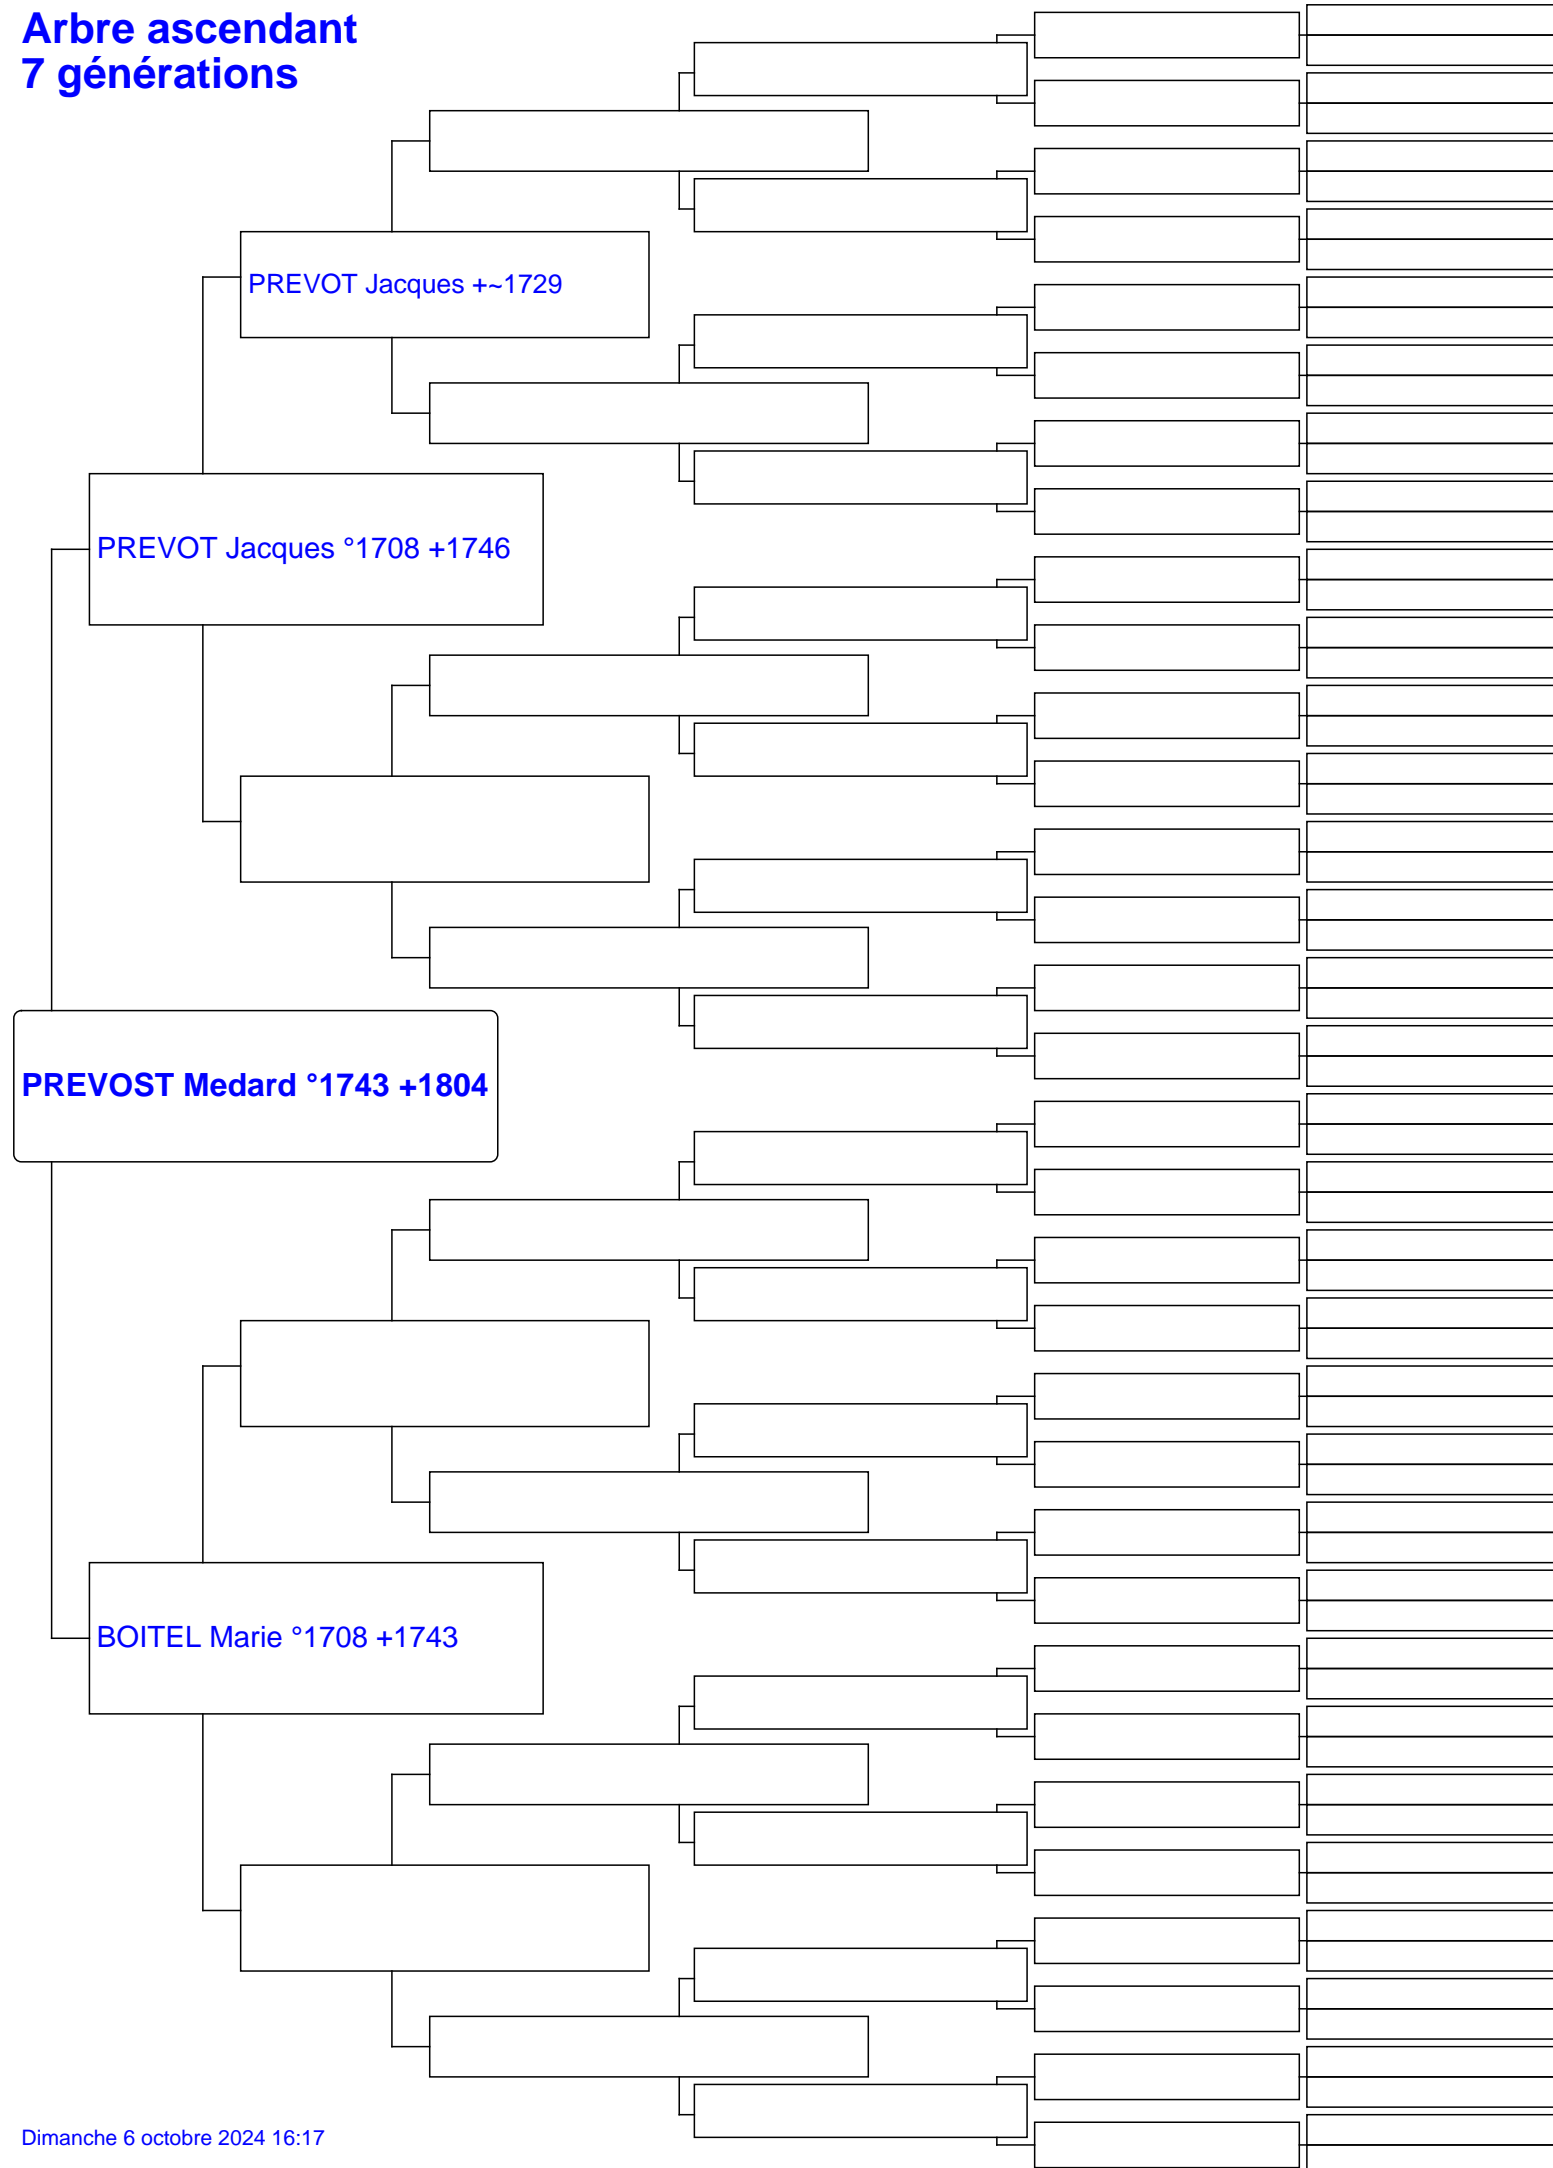 Arbre ascendant
7 générations
PREVOT Jacques +~1729
PREVOT Jacques °1708 +1746
PREVOST Medard °1743 +1804
BOITEL Marie °1708 +1743
Dimanche 6 octobre 2024 16:17